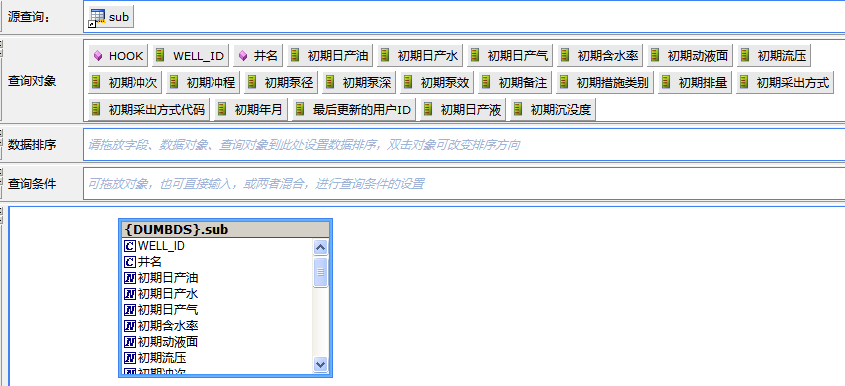 源查询： sub
查询对象 HOOK WELL_ID 井名 初期日产油 初期日产水 初期日产气 初期含水率 初期动液面 初期流压
初期冲次 初期冲程 初期泵径 初期泵深 初期泵效 初期备注 初期措施类别 初期排量 初期采出方式
初期采出方式代码 初期年月 最后更新的用户ID 初期日产液 初期沉没度
数据排序 请拖放字段、数据对象、查询对象到此处设置数据排序，双击对象可改变排序方向
查询条件 可拖放对象，也可直接输入，或两者混合，进行查询条件的设置
{DUMBDS}.sub
C WELL_ID
C 井名
N 初期日产油
N 初期日产水
N 初期日产气
N 初期含水率
N 初期动液面
N 初期流压
N 初期冲次